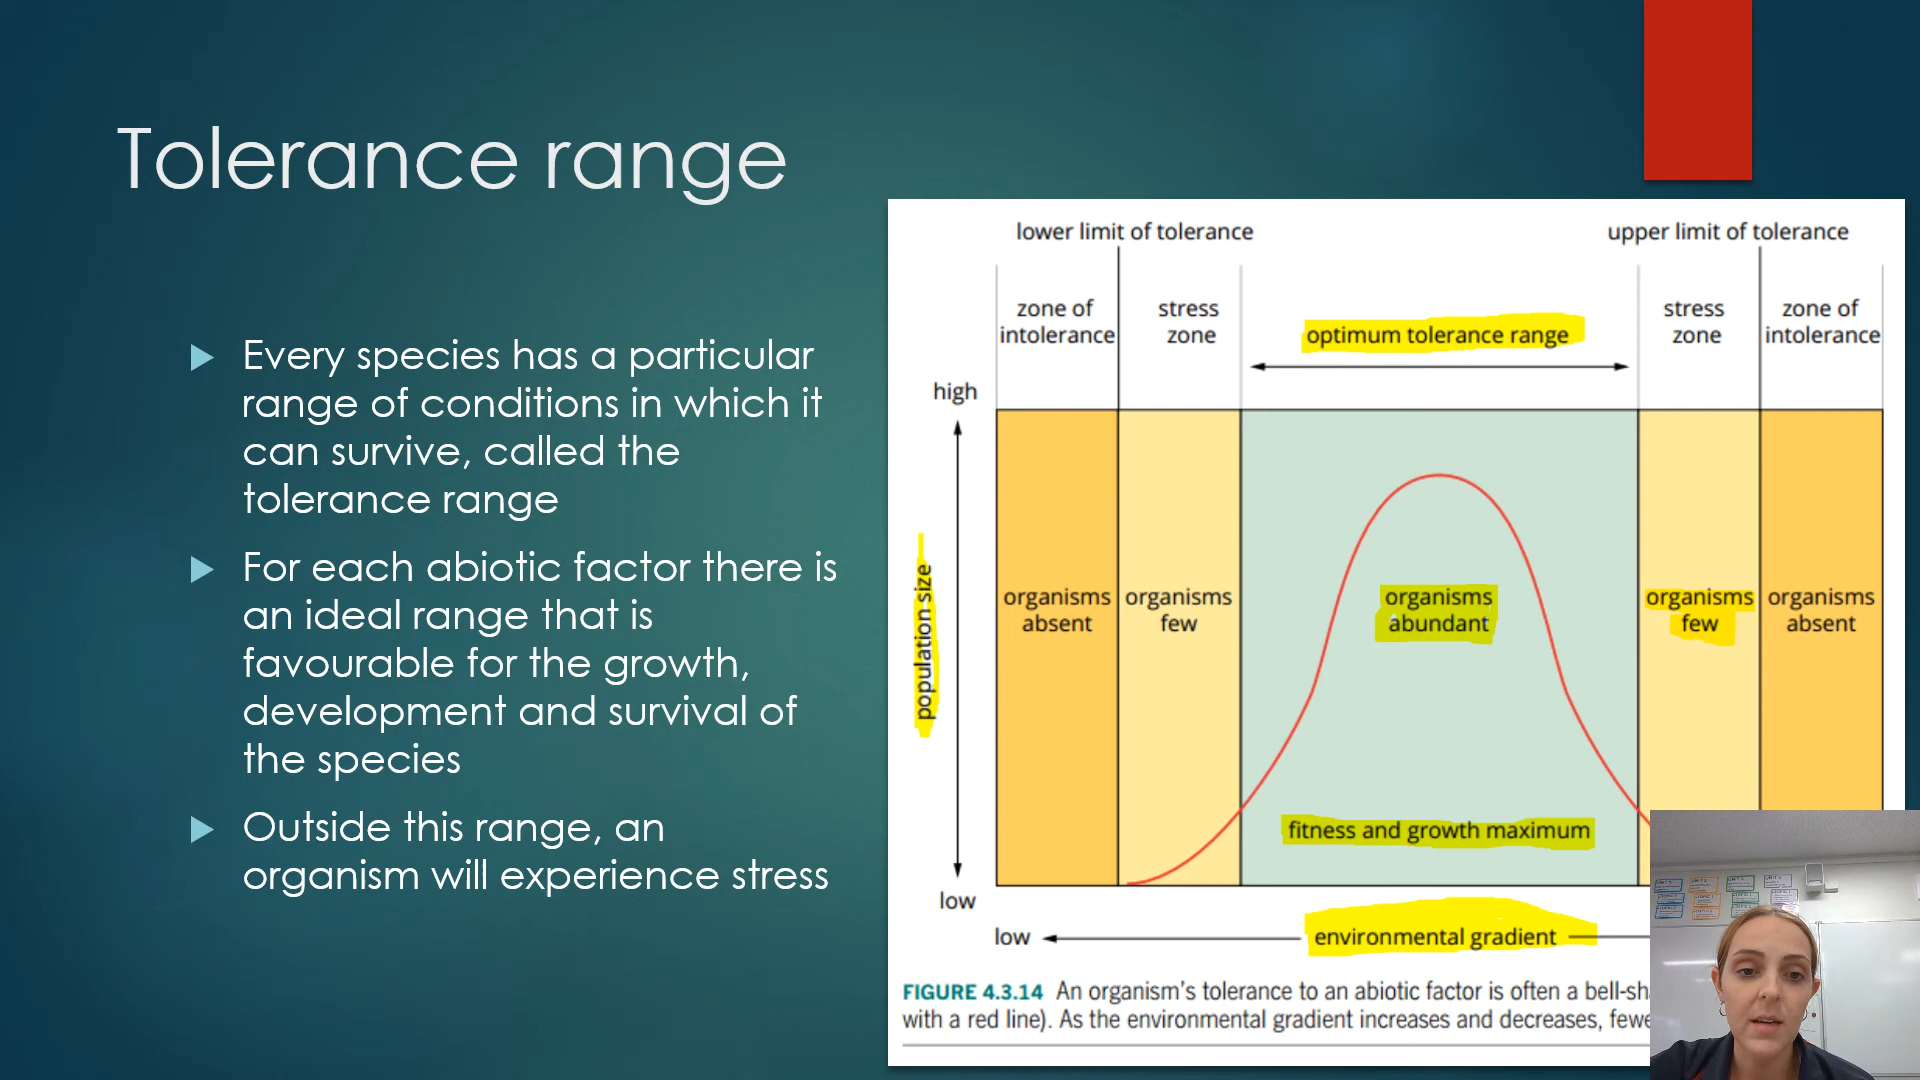 Tolerance range
Every species has a particular
range of conditions in which it
can survive, called the
tolerance range
For each abiotic factor there is
an ideal range that is
favourable for the growth,
development and survival of
the species
Outside this range, an
organism will experience stress
lower limit of tolerance
upper limit of tolerance
zone of
intolerance
stress
zone
optimum tolerance range
stress
zone
zone of
intolerance
high
population size
organisms
absent
organisms
few
organisms
abundant
organisms
few
organisms
absent
fitness and growth maximum
low
low
environmental gradient
FIGURE 4.3.14 An organism's tolerance to an abiotic factor is often a bell-sh
with a red line). As the environmental gradient increases and decreases, fewe